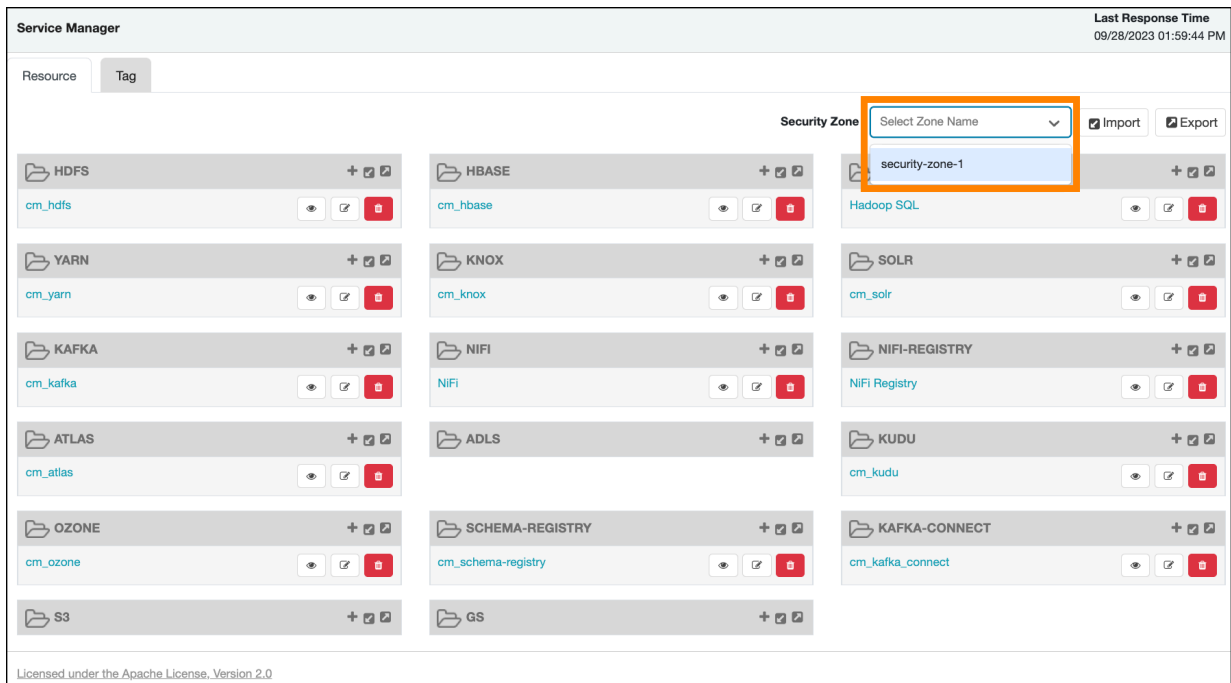 Service Manager
Last Response Time
09/28/2023 01:59:44 PM
Resource
Tag
Security Zone
Select Zone Name
Import
Export
security-zone-1
HDFS
HBASE
cm_hdfs
cm_hbase
Hadoop SQL
YARN
KNOX
SOLR
cm_yarn
cm_knox
cm_solr
KAFKA
NIFI
NIFI-REGISTRY
cm_kafka
NiFi
NiFi Registry
ATLAS
ADLS
KUDU
cm_atlas
cm_kudu
OZONE
SCHEMA-REGISTRY
KAFKA-CONNECT
cm_ozone
cm_schema-registry
cm_kafka_connect
S3
GS
Licensed under the Apache License, Version 2.0